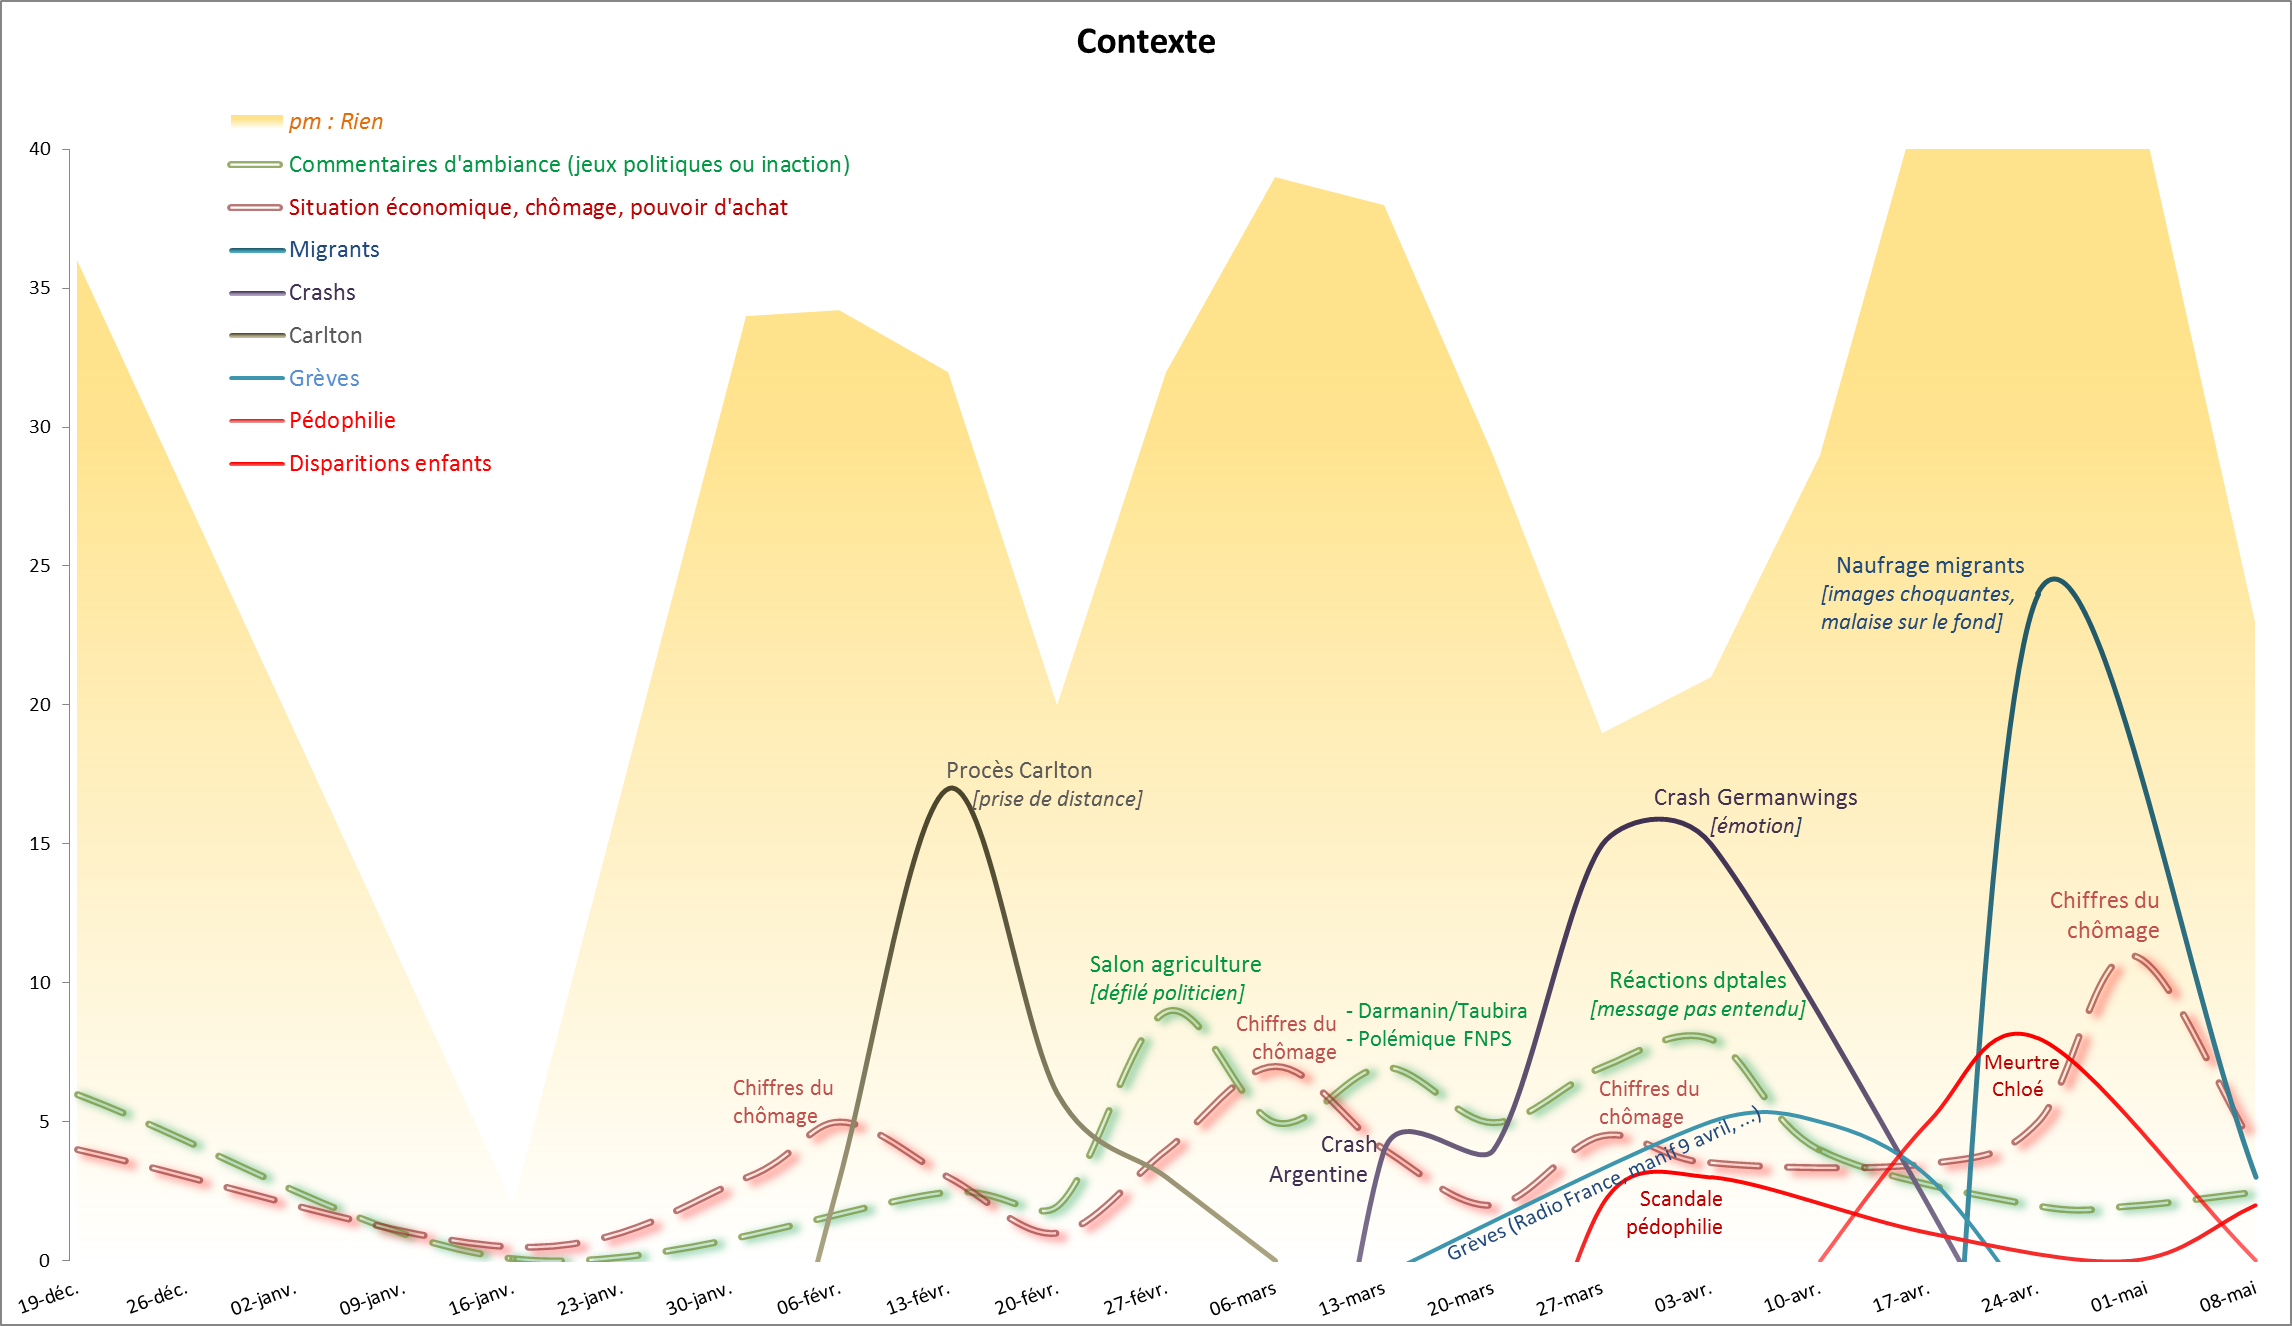 Contexte
pm : Rien
Commentaires d'ambiance (jeux politiques ou inaction)
Situation économique, chômage, pouvoir d'achat
Migrants
Crashs
Carlton
Grèves
Pédophilie
Disparitions enfants
40
35
30
25
20
15
10
5
0
Naufrage migrants
[images choquantes,
malaise sur le fond]
Procès Carlton
[prise de distance]
Crash Germanwings
[émotion]
Chiffres du
chômage
Salon agriculture
[défilé politicien]
Réactions dptales
[message pas entendu]
Chiffres du
chômage
- Darmanin/Taubira
- Polémique FNPS
Meurtre
Chloé
Chiffres du
chômage
Chiffres du
chômage
Crash
Argentine
Grèves (Radio France, manif 9 avril, ...)
Scandale
pédophilie
19-déc.
26-déc.
02-janv.
09-janv.
16-janv.
23-janv.
30-janv.
06-févr.
13-févr.
20-févr.
27-févr.
06-mars
13-mars
20-mars
27-mars
03-avr.
10-avr.
17-avr.
24-avr.
01-mai
08-mai